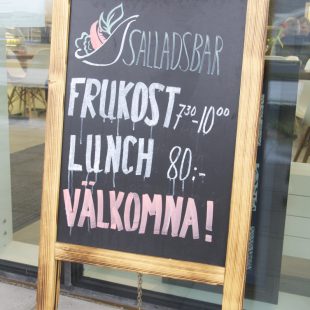 SALLADSBAR
FRUKOST 7³⁰-10⁰⁰
LUNCH 80:-
VÄLKOMNA!